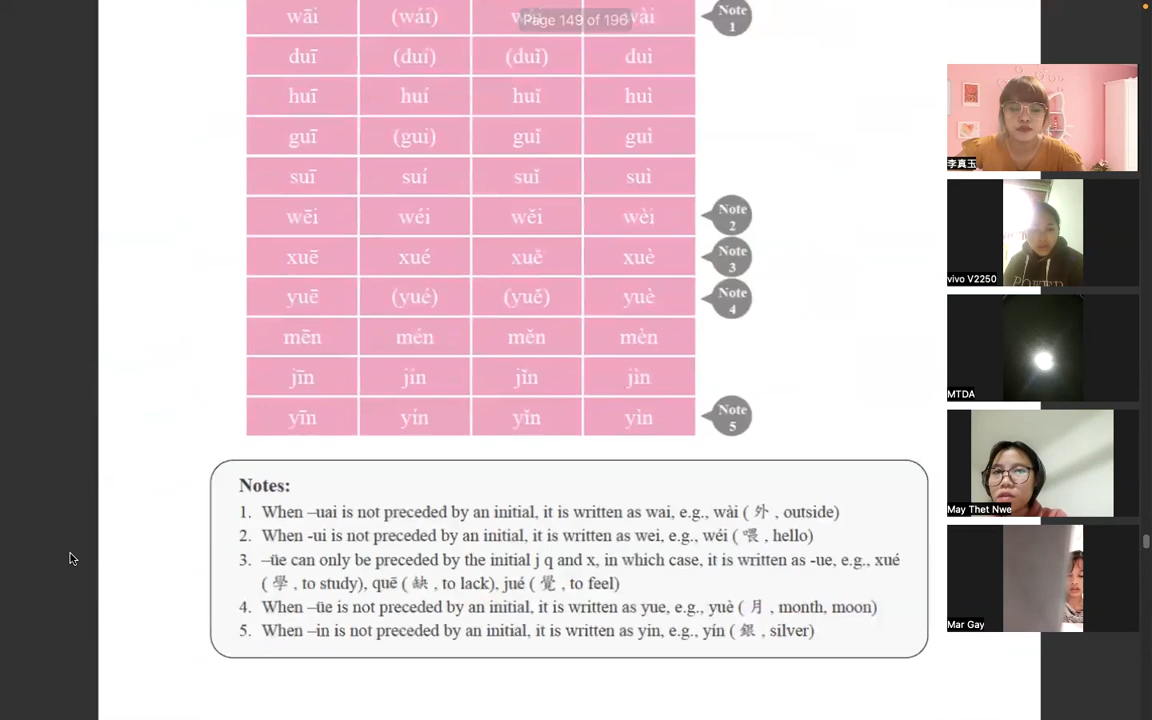 wāi (wái) wài Note 1
Page 149 of 196
duī (duí) (duǐ) duì
huī huí huǐ huì
guī (guí) guǐ guì
suī suí suǐ suì
wēi wéi wěi wèi Note 2
xuē xué xuě xuè Note 3
yuē (yué) (yuě) yuè Note 4
mēn mén měn mèn
jīn jín jǐn jìn
yīn yín yǐn yìn Note 5
Notes:
1. When –uai is not preceded by an initial, it is written as wai, e.g., wài ( 外 , outside)
2. When -ui is not preceded by an initial, it is written as wei, e.g., wéi ( 喂 , hello)
3. –üe can only be preceded by the initial j q and x, in which case, it is written as -ue, e.g., xué
( 學 , to study), quē ( 缺 , to lack), jué ( 覺 , to feel)
4. When –üe is not preceded by an initial, it is written as yue, e.g., yuè ( 月 , month, moon)
5. When –in is not preceded by an initial, it is written as yin, e.g., yín ( 銀 , silver)
李真玉
vivo V2250
MTDA
May Thet Nwe
Mar Gay